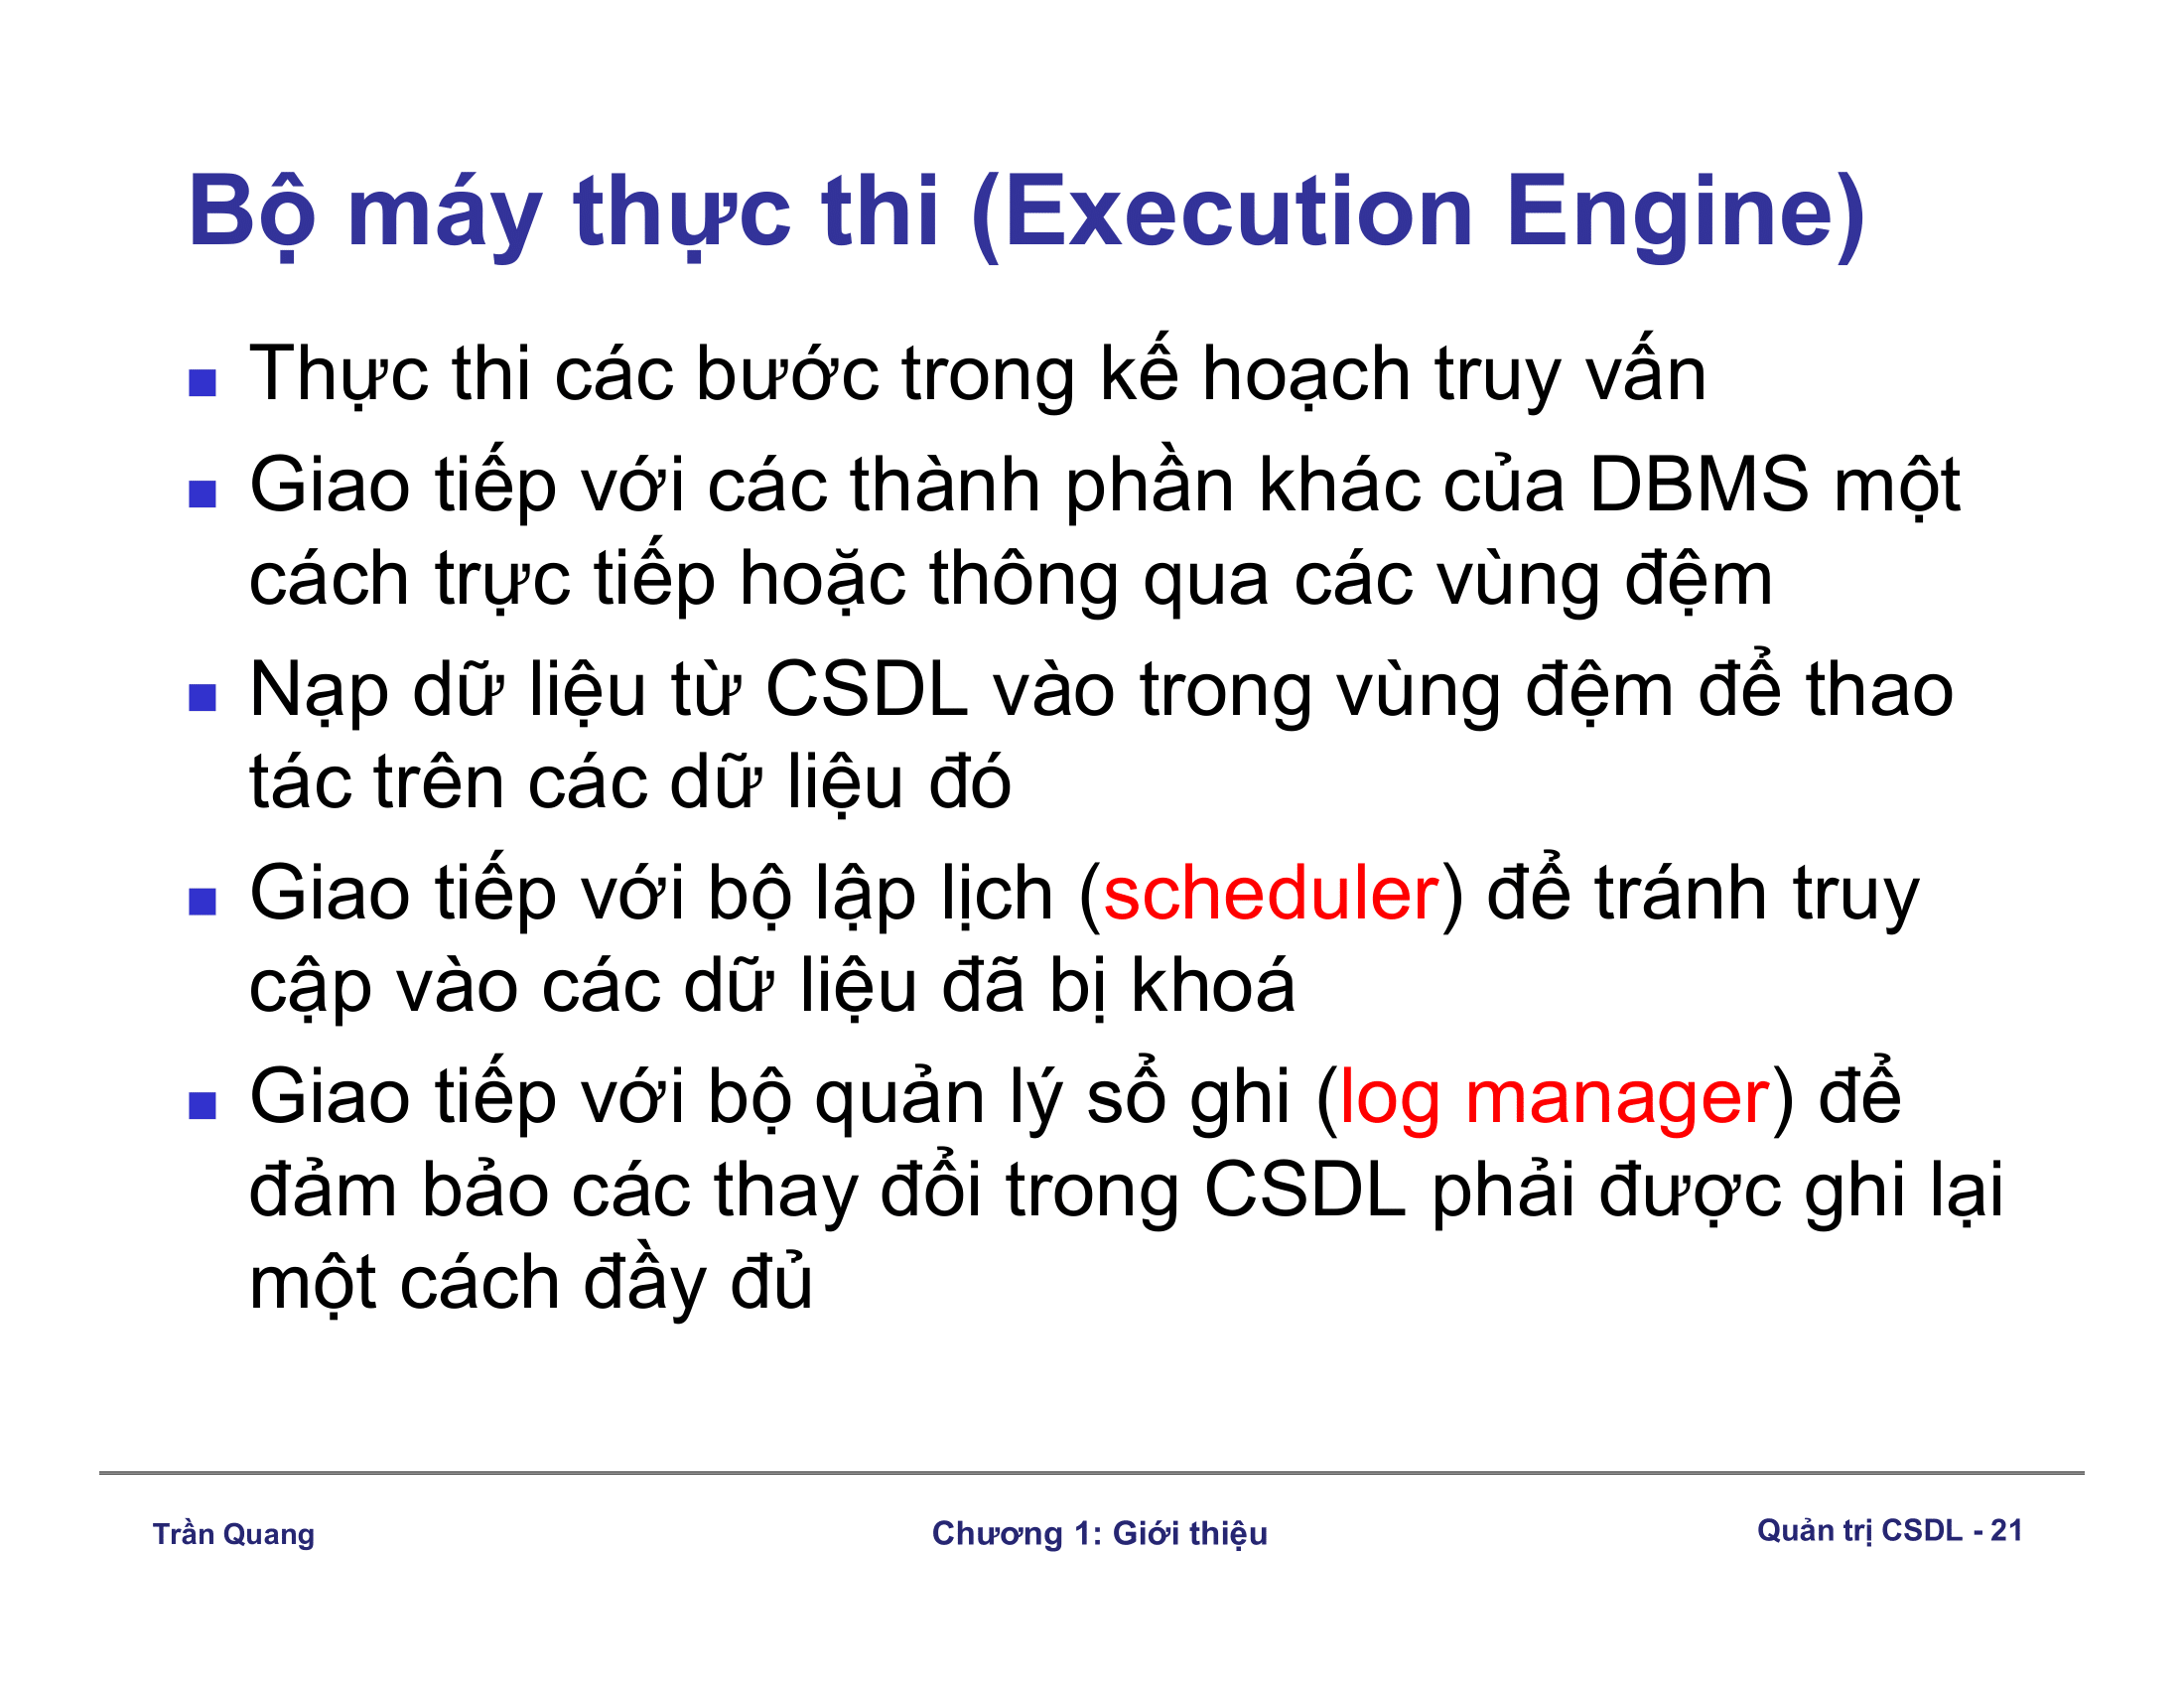 Bộ máy thực thi (Execution Engine)
Thực thi các bước trong kế hoạch truy vấn
Giao tiếp với các thành phần khác của DBMS một
cách trực tiếp hoặc thông qua các vùng đệm
Nạp dữ liệu từ CSDL vào trong vùng đệm để thao
tác trên các dữ liệu đó
Giao tiếp với bộ lập lịch (scheduler) để tránh truy
cập vào các dữ liệu đã bị khoá
Giao tiếp với bộ quản lý sổ ghi (log manager) để
đảm bảo các thay đổi trong CSDL phải được ghi lại
một cách đầy đủ
Trần Quang
Chương 1: Giới thiệu
Quản trị CSDL - 21